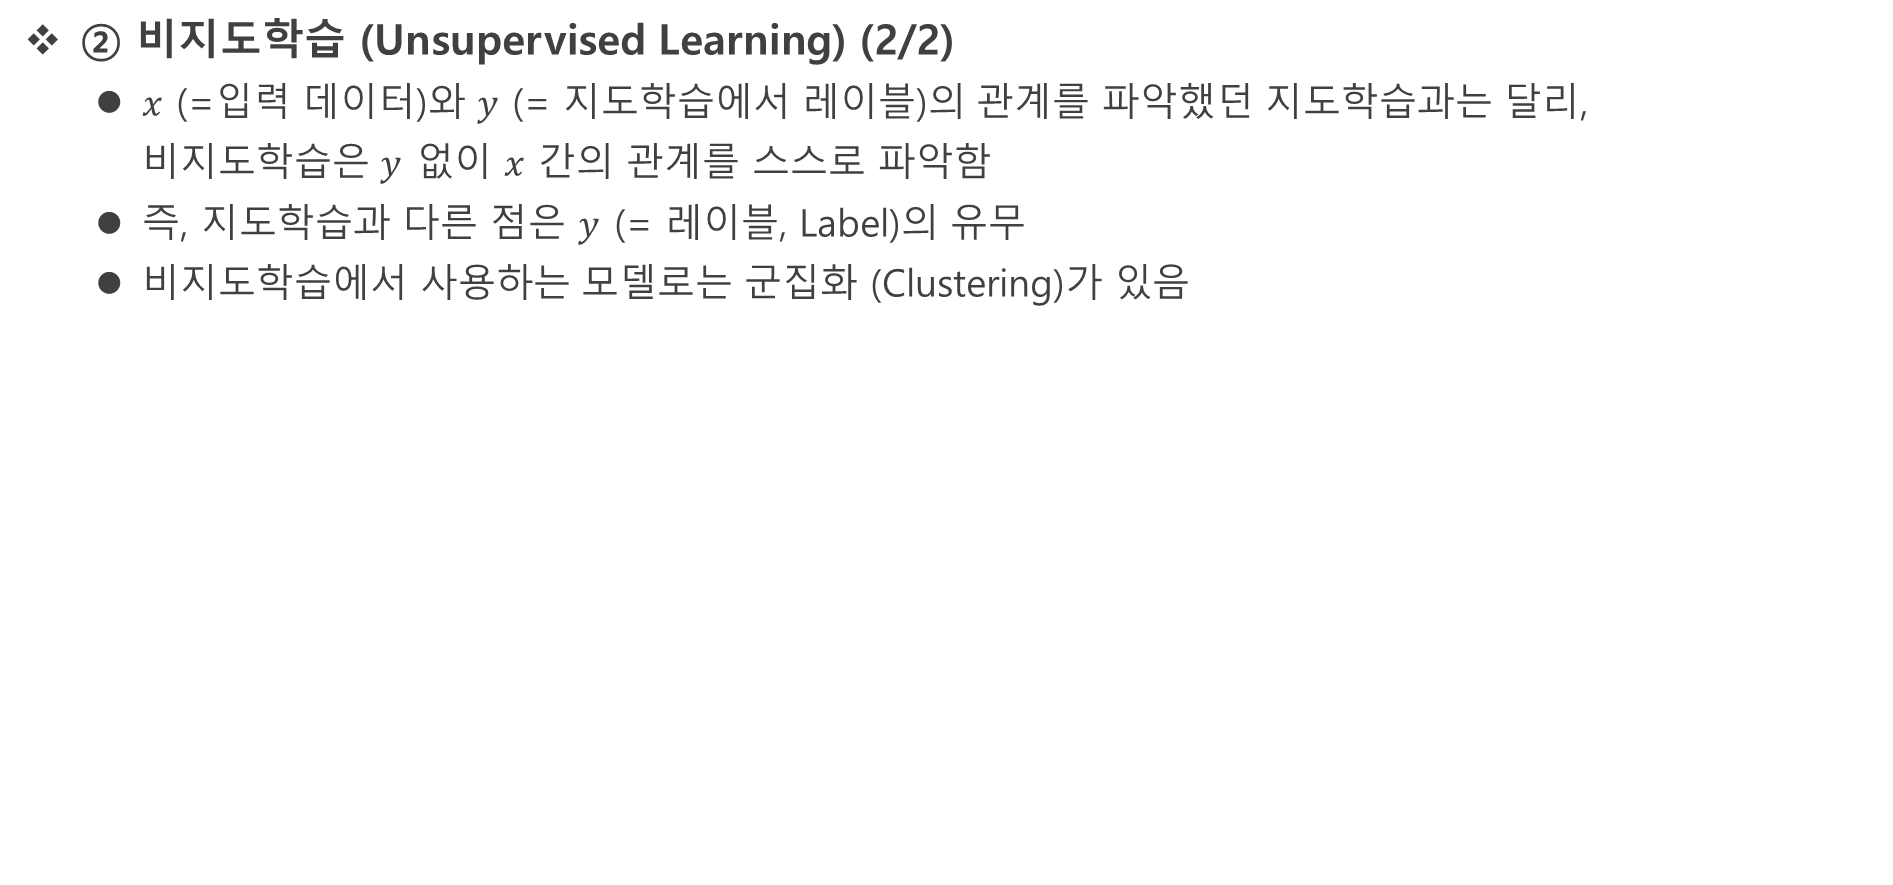 ❖ ② 비지도학습 (Unsupervised Learning) (2/2)
● x (=입력 데이터)와 y (= 지도학습에서 레이블)의 관계를 파악했던 지도학습과는 달리,
비지도학습은 y 없이 x 간의 관계를 스스로 파악함
● 즉, 지도학습과 다른 점은 y (= 레이블, Label)의 유무
● 비지도학습에서 사용하는 모델로는 군집화 (Clustering)가 있음